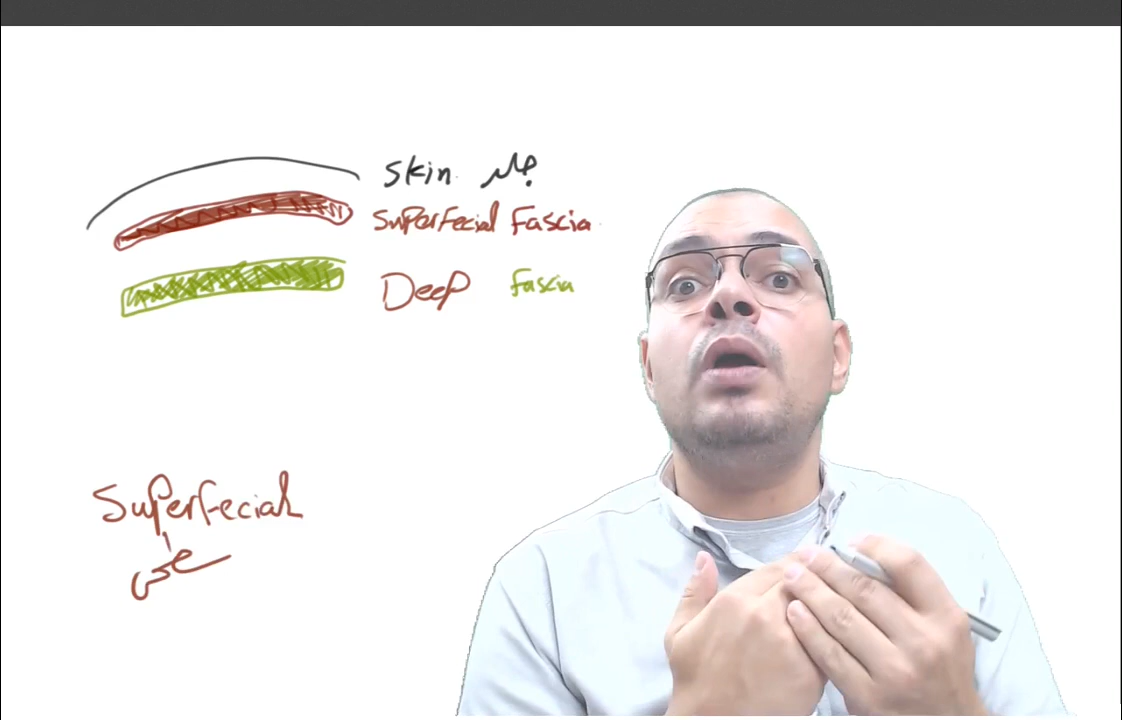 skin جلد
SuPerFecial Fascia
DeeP fascia
SuPerfecial